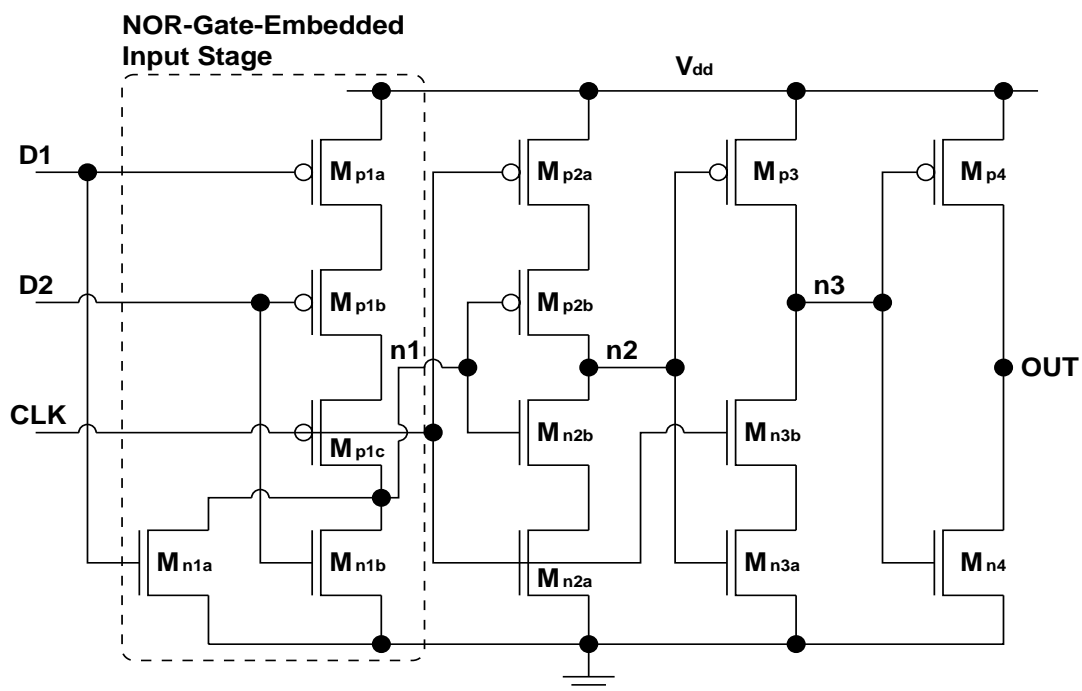 NOR-Gate-Embedded
Input Stage
Vdd
D1
Mp1a
Mp2a
Mp3
Mp4
D2
Mp1b
Mp2b
n3
n1
n2
OUT
CLK
Mp1c
Mn2b
Mn3b
Mn1a
Mn1b
Mn2a
Mn3a
Mn4